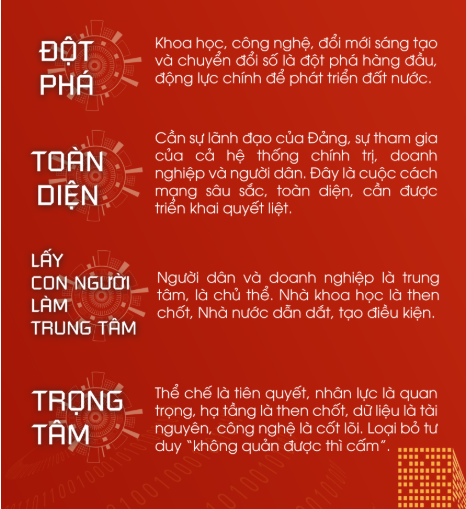 ĐỘT
PHÁ
Khoa học, công nghệ, đổi mới sáng tạo
và chuyển đổi số là đột phá hàng đầu,
động lực chính để phát triển đất nước.
TOÀN
DIỆN
Cần sự lãnh đạo của Đảng, sự tham gia
của cả hệ thống chính trị, doanh
nghiệp và người dân. Đây là cuộc cách
mạng sâu sắc, toàn diện, cần được
triển khai quyết liệt.
LẤY
CON NGƯỜI
LÀM
TRUNG TÂM
Người dân và doanh nghiệp là trung
tâm, là chủ thể. Nhà khoa học là then
chốt, Nhà nước dẫn dắt, tạo điều kiện.
TRỌNG
TÂM
Thể chế là tiên quyết, nhân lực là quan
trọng, hạ tầng là then chốt, dữ liệu là tài
nguyên, công nghệ là cốt lõi. Loại bỏ tư
duy “không quản được thì cấm”.